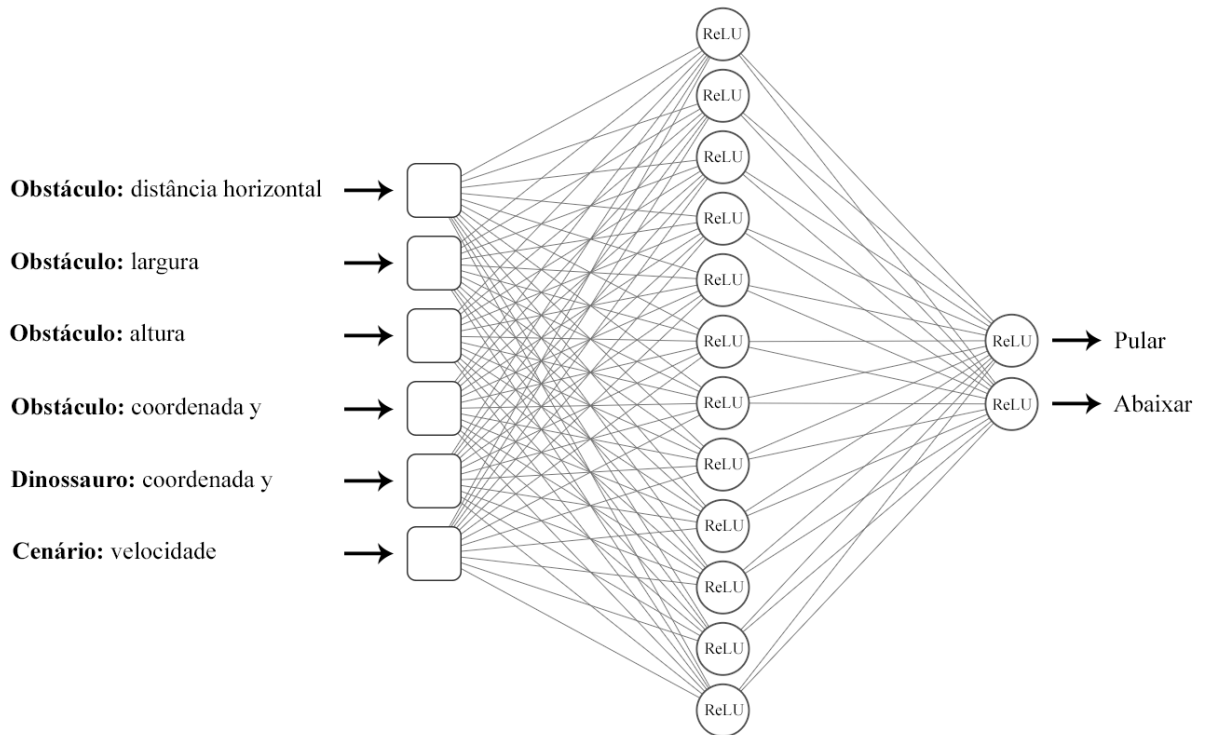 ReLU
ReLU
ReLU
Obstáculo: distância horizontal
ReLU
Obstáculo: largura
ReLU
Obstáculo: altura
ReLU
ReLU
Pular
Obstáculo: coordenada y
ReLU
ReLU
Abaixar
ReLU
Dinossauro: coordenada y
ReLU
Cenário: velocidade
ReLU
ReLU
ReLU